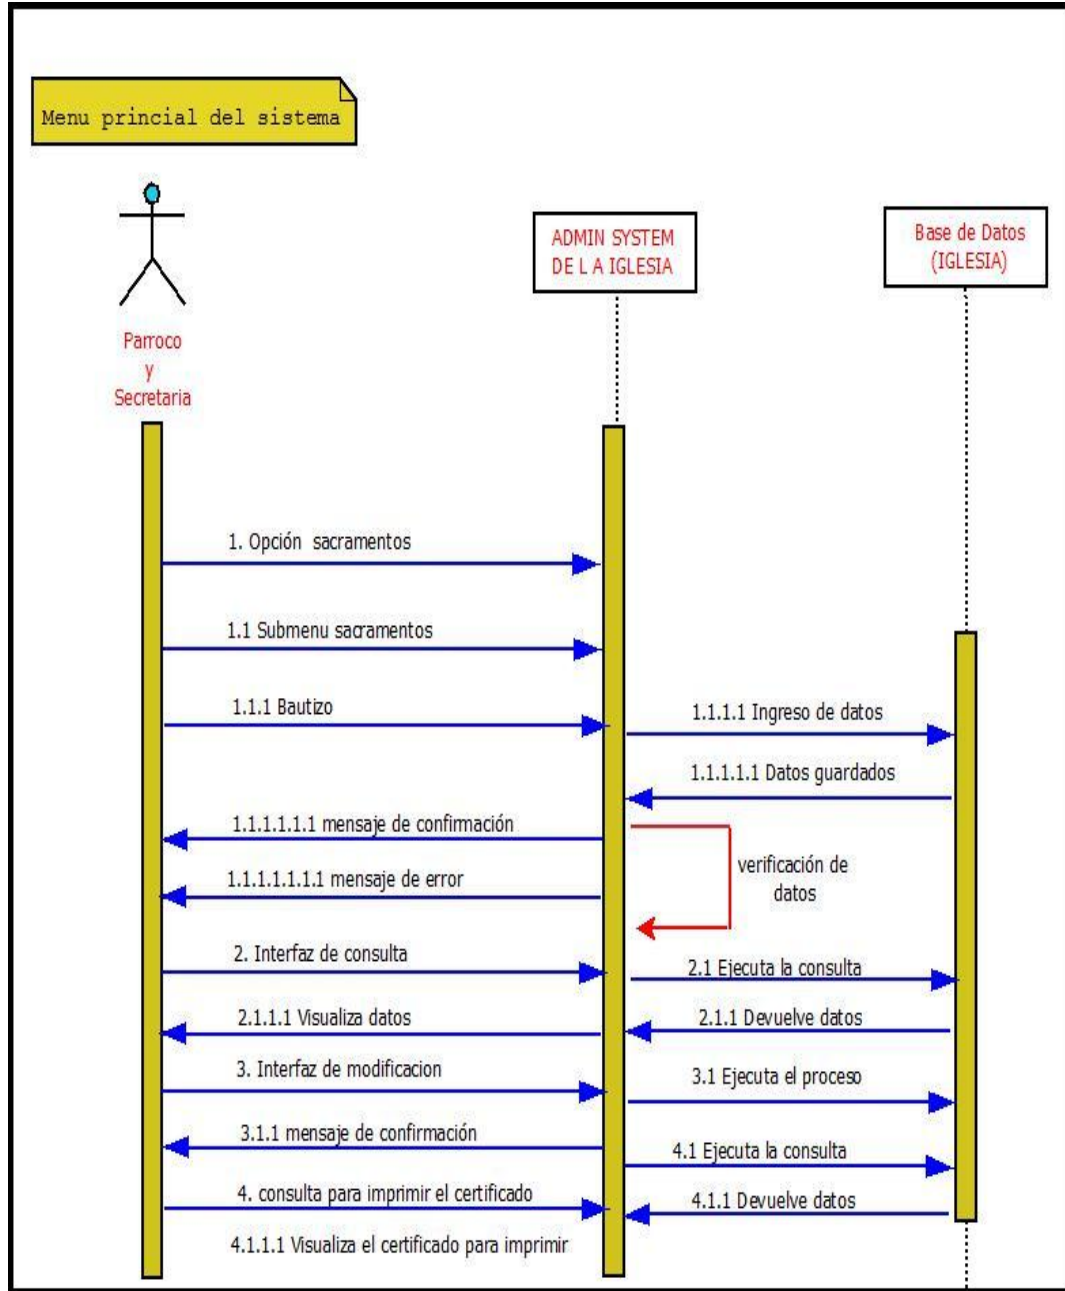 Menu princial del sistema
ADMIN SYSTEM
DE L A IGLESIA
Base de Datos
(IGLESIA)
Parroco
y
Secretaria
1. Opción sacramentos
1.1 Submenu sacramentos
1.1.1 Bautizo
1.1.1.1 Ingreso de datos
1.1.1.1.1 Datos guardados
1.1.1.1.1.1 mensaje de confirmación
verificación de
datos
1.1.1.1.1.1.1 mensaje de error
2. Interfaz de consulta
2.1 Ejecuta la consulta
2.1.1 Devuelve datos
2.1.1.1 Visualiza datos
3. Interfaz de modificacion
3.1 Ejecuta el proceso
3.1.1 mensaje de confirmación
4.1 Ejecuta la consulta
4. consulta para imprimir el certificado
4.1.1 Devuelve datos
4.1.1.1 Visualiza el certificado para imprimir